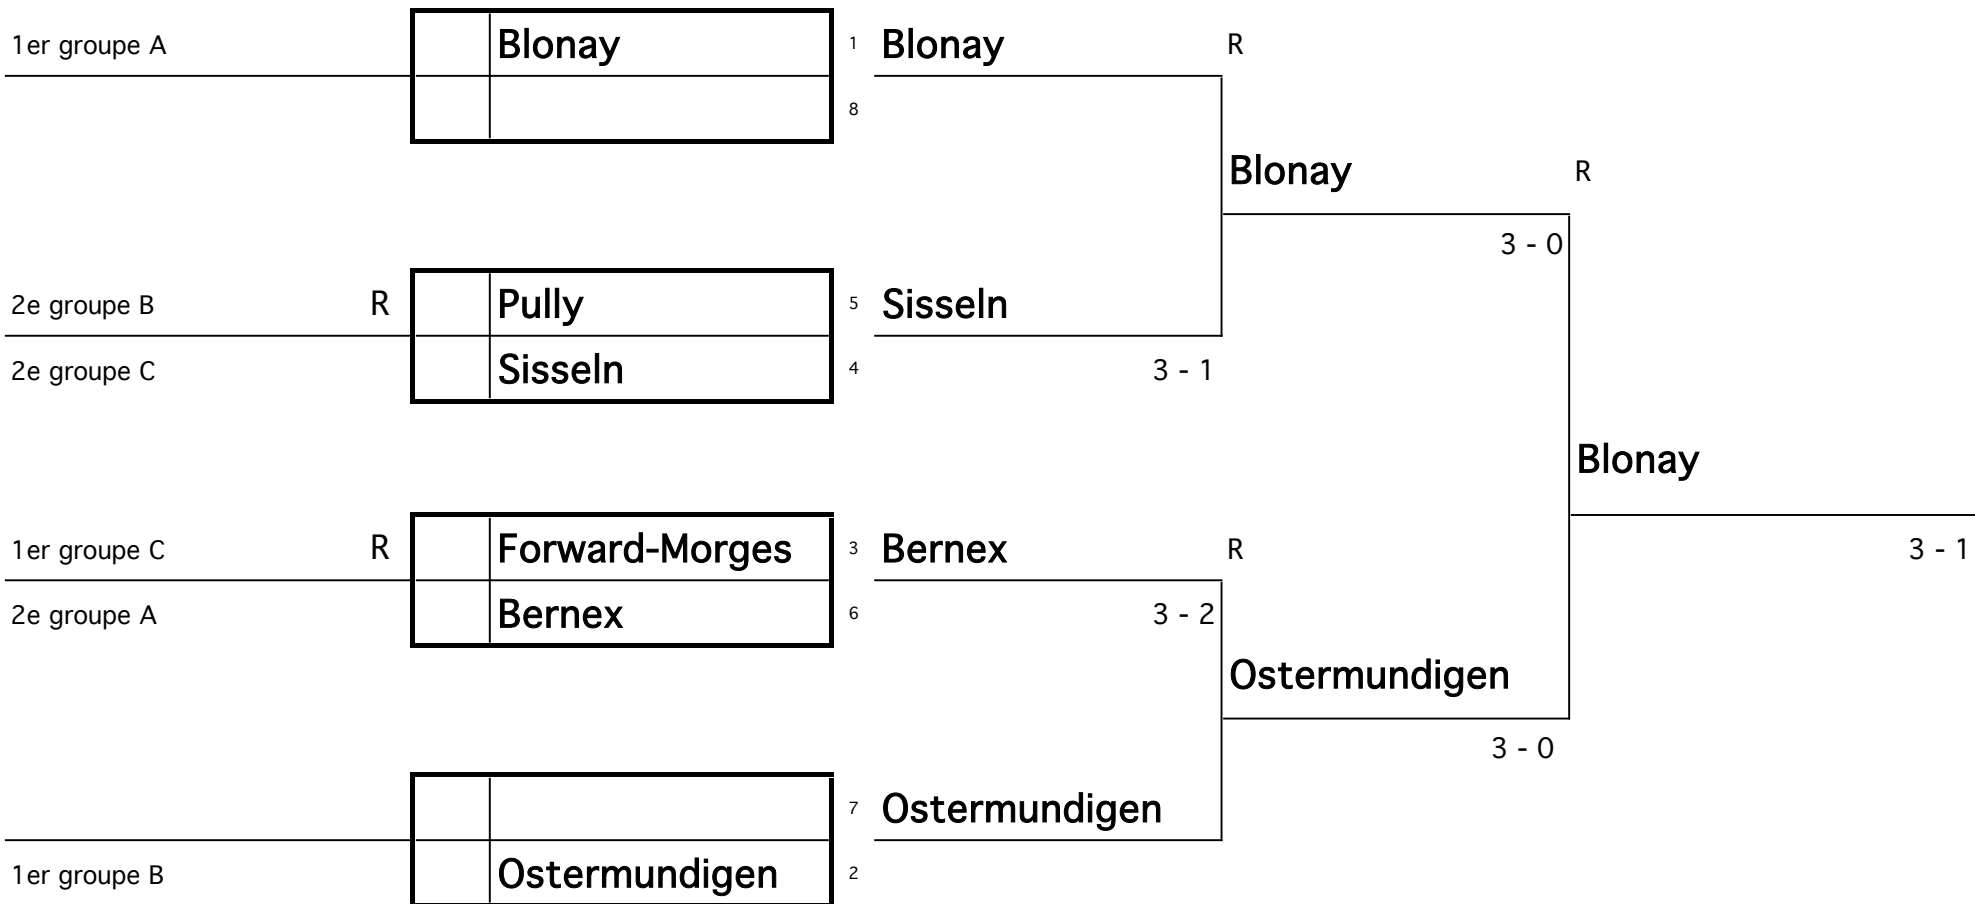 1er groupe A Blonay 1 Blonay R
8
Blonay R
3 - 0
2e groupe B R Pully 5 Sisseln
2e groupe C Sisseln 4 3 - 1
Blonay
1er groupe C R Forward-Morges 3 Bernex R 3 - 1
2e groupe A Bernex 6 3 - 2
Ostermundigen
3 - 0
7 Ostermundigen
1er groupe B Ostermundigen 2